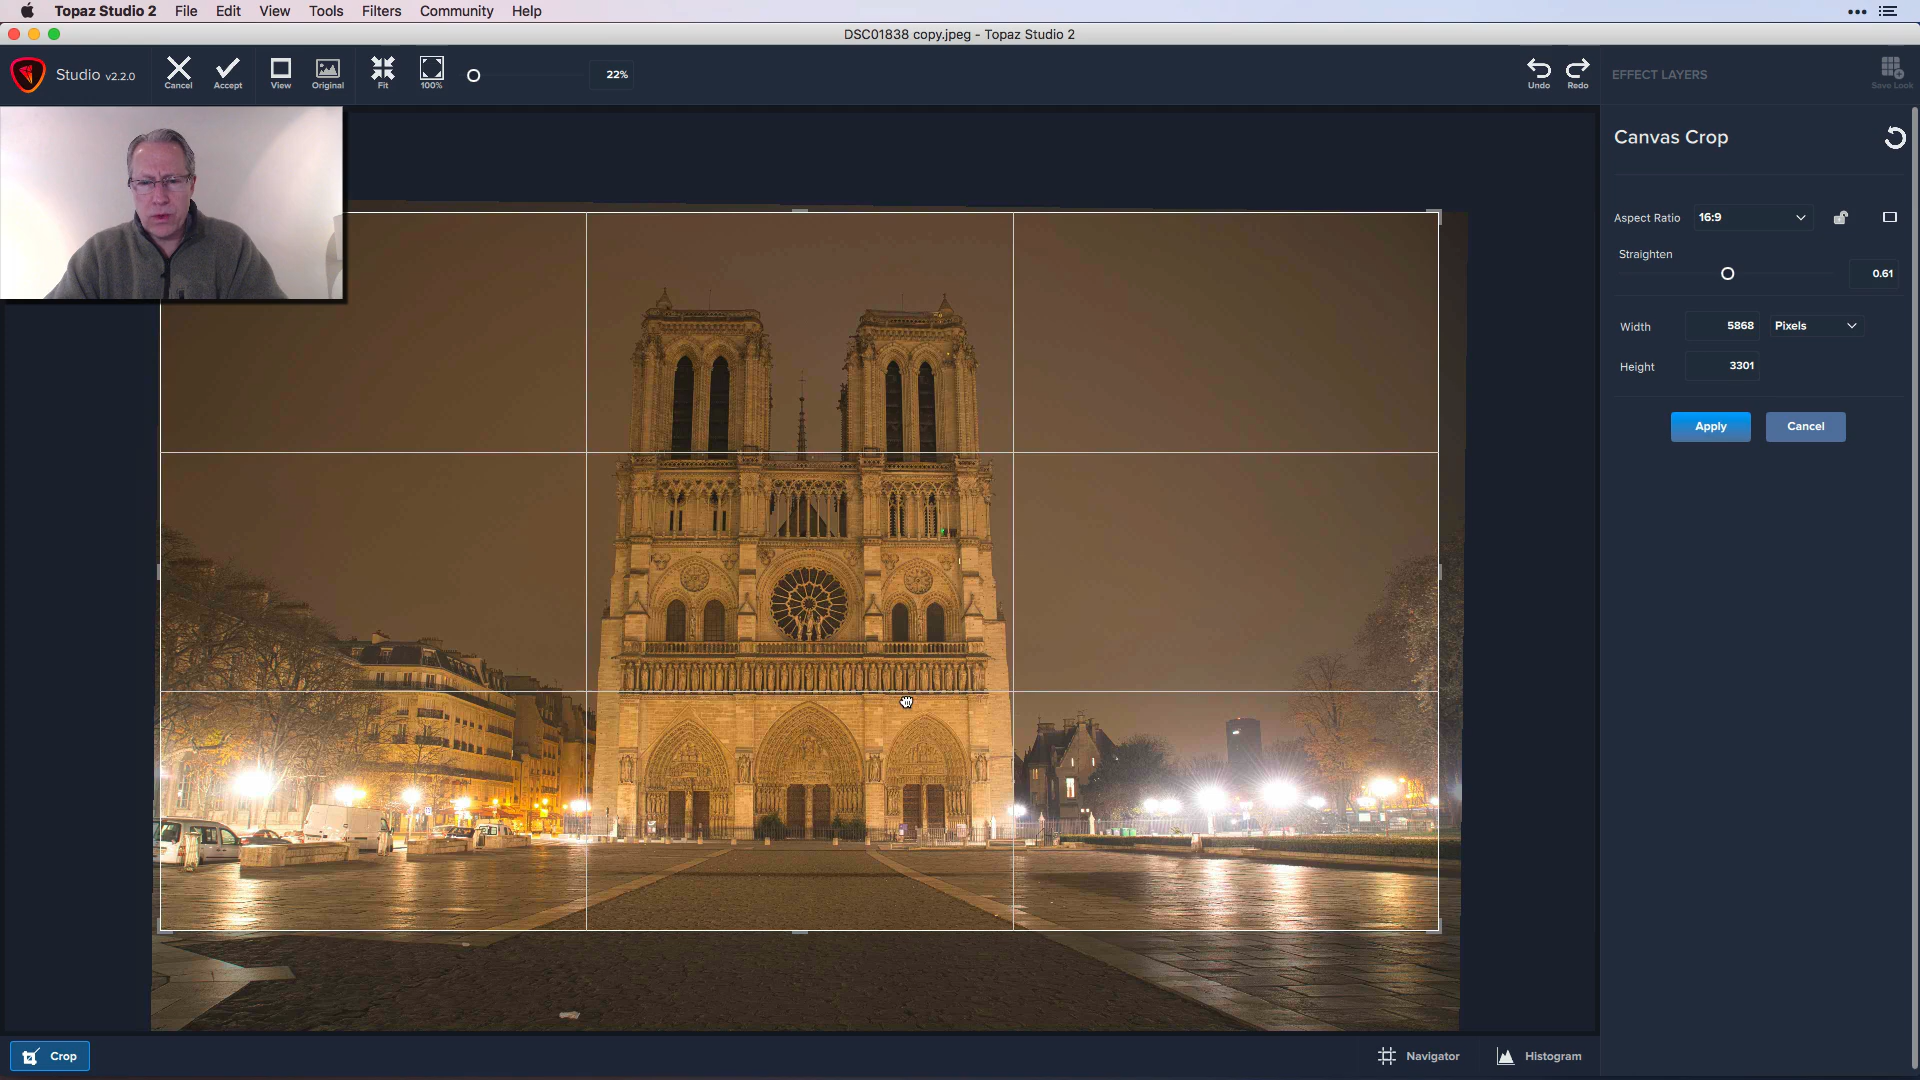 Topaz Studio 2 File Edit View Tools Filters Community Help
DSC01838 copy.jpeg - Topaz Studio 2
Studio v2.2.0
Cancel Accept View Original Fit 100% 22% Undo Redo
EFFECT LAYERS
Save Look
Canvas Crop
Aspect Ratio 16:9
Straighten
0.61
Width 5868 Pixels
Height 3301
Apply Cancel
Crop
Navigator Histogram